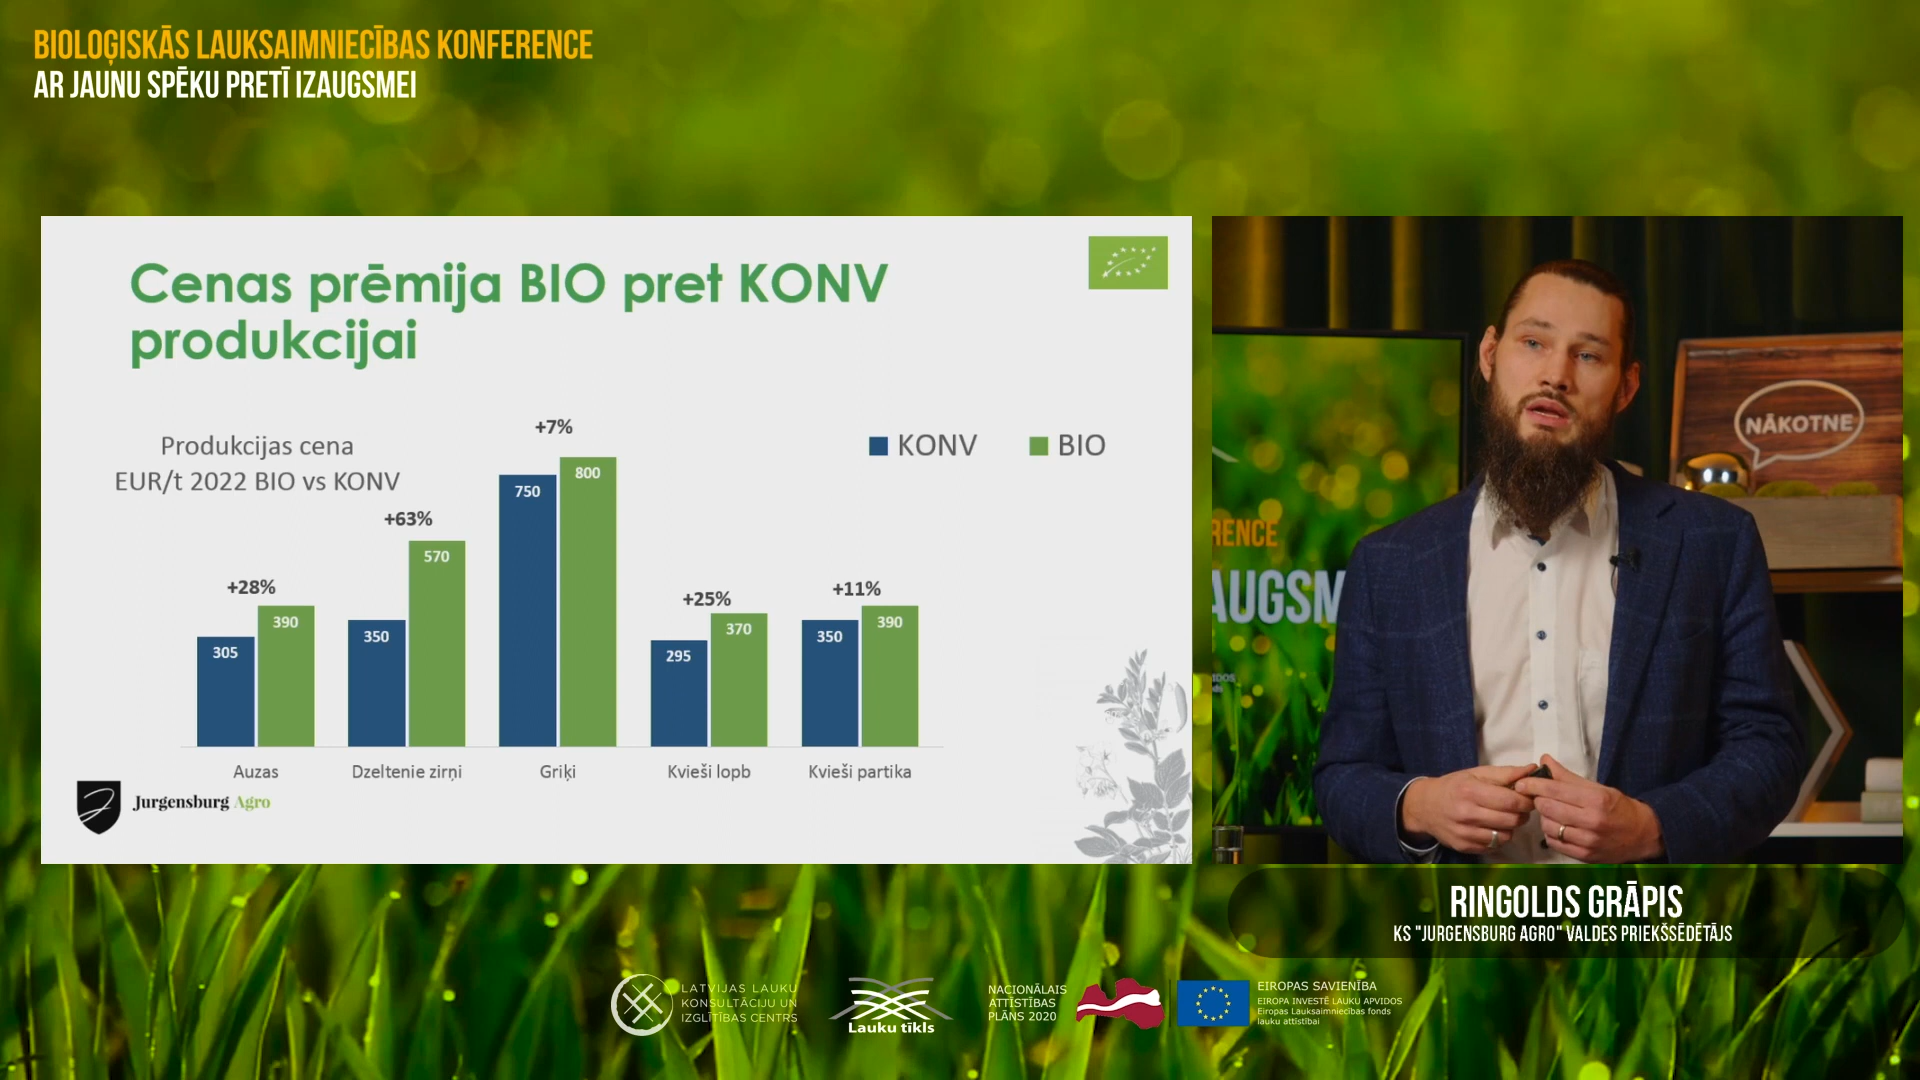 BIOLOĢISKĀS LAUKSAIMNIECĪBAS KONFERENCE
AR JAUNU SPĒKU PRETĪ IZAUGSMEI
Cenas prēmija BIO pret KONV
produkcijai
Produkcijas cena
EUR/t 2022 BIO vs KONV
KONV
BIO
+28%
+63%
+7%
+25%
+11%
305
390
350
570
750
800
295
370
350
390
Auzas
Dzeltenie zirņi
Griķi
Kvieši lopb
Kvieši partika
Jurgensburg Agro
NĀKOTNE
RENCE
AUGSM
RINGOLDS GRĀPIS
KS "JURGENSBURG AGRO" VALDES PRIEKŠSĒDĒTĀJS
LATVIJAS LAUKU
KONSULTĀCIJU UN
IZGLĪTĪBAS CENTRS
Lauku tīkls
NACIONĀLAIS
ATTĪSTĪBAS
PLĀNS 2020
EIROPAS SAVIENĪBA
EIROPA INVESTĒ LAUKU APVIDOS
Eiropas Lauksaimniecības fonds
lauku attīstībai